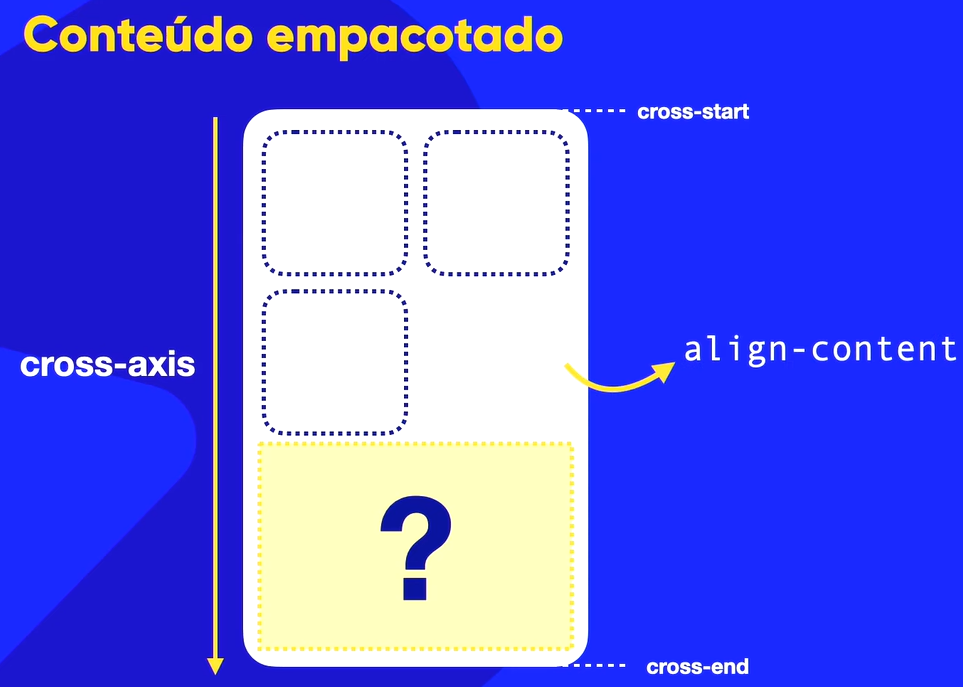 Conteúdo empacotado
cross-start
align-content
cross-axis
?
cross-end